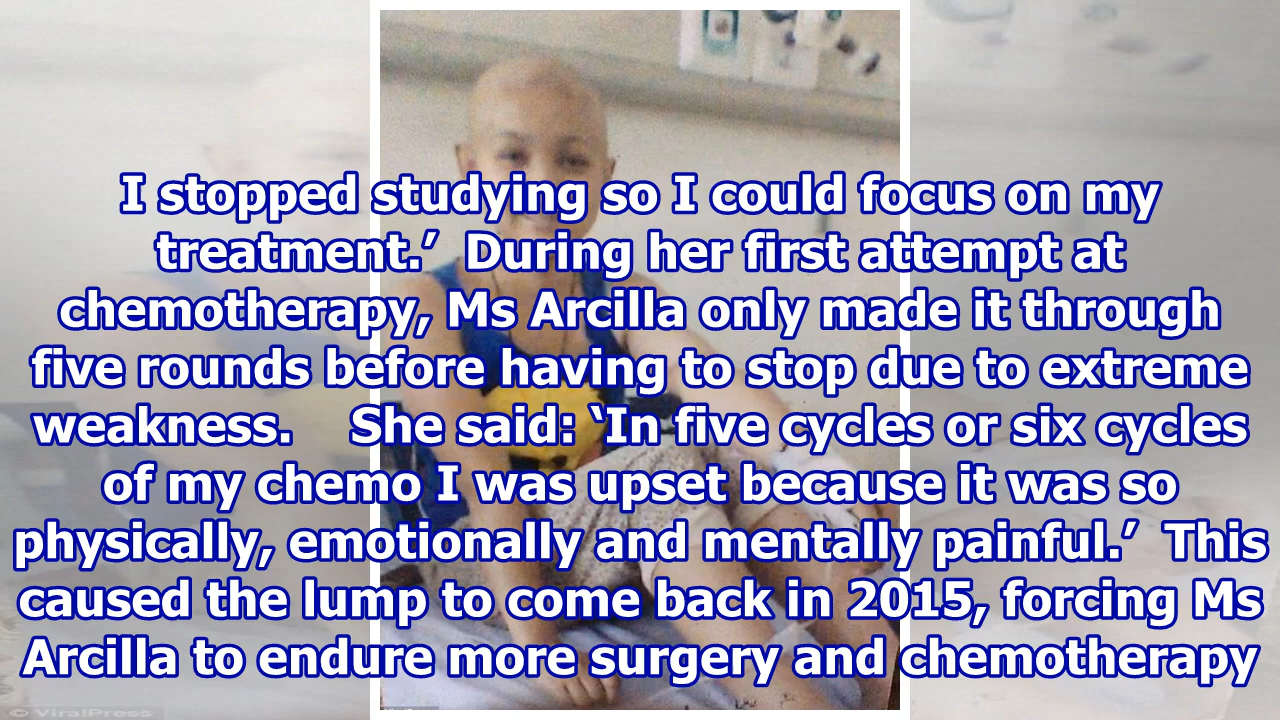 I stopped studying so I could focus on my
treatment.’  During her first attempt at
chemotherapy, Ms Arcilla only made it through
five rounds before having to stop due to extreme
weakness.    She said: ‘In five cycles or six cycles
of my chemo I was upset because it was so
physically, emotionally and mentally painful.’  This
caused the lump to come back in 2015, forcing Ms
Arcilla to endure more surgery and chemotherapy
© ViralPress